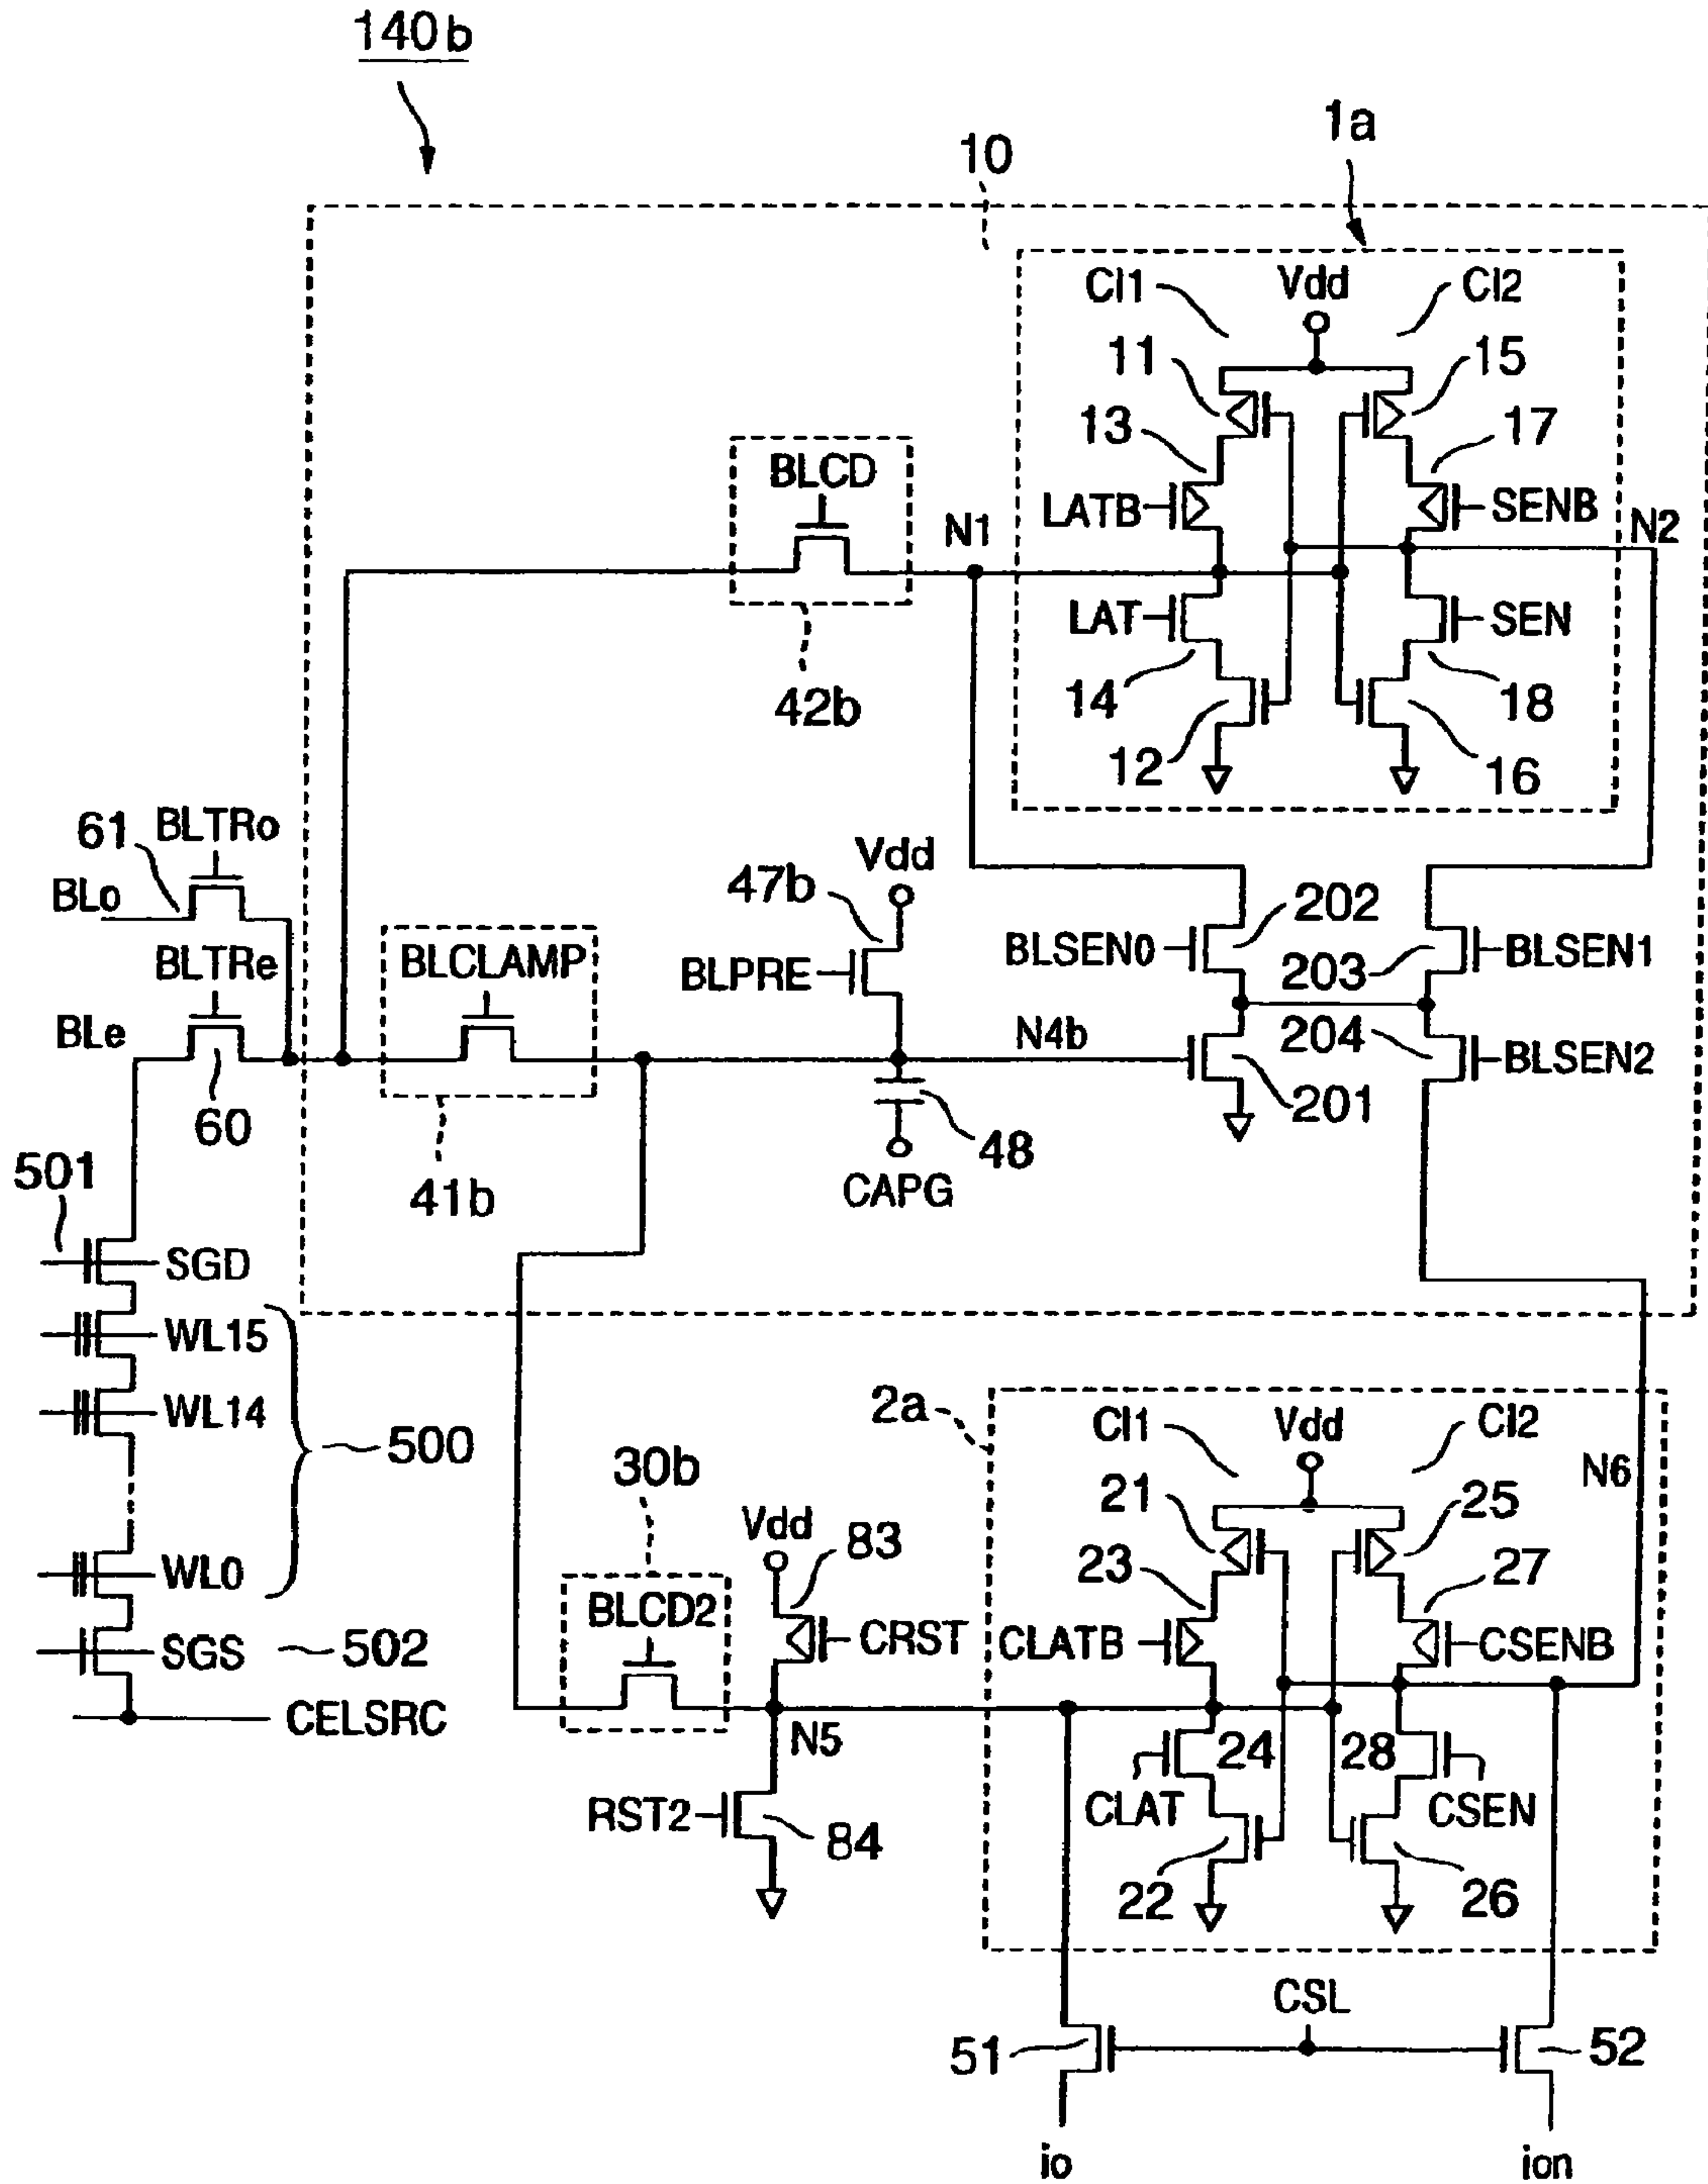 140b
1a
10
CI1
Vdd
CI2
11
15
13
17
BLCD
LATB
SENB
N1
N2
LAT
SEN
42b
14
18
12
16
61
BLTRo
BLo
Vdd
47b
202
BLSEN0
BLSEN1
203
BLTRe
BLCLAMP
BLPRE
BLe
N4b
204
BLSEN2
60
201
48
41b
CAPG
501
SGD
WL15
2a
WL14
500
CI1
Vdd
CI2
30b
N6
21
25
Vdd
83
23
27
WL0
BLCD2
CRST
CLATB
CSENB
SGS
502
CELSRC
N5
24
28
CLAT
CSEN
RST2
84
22
26
CSL
51
52
io
ion